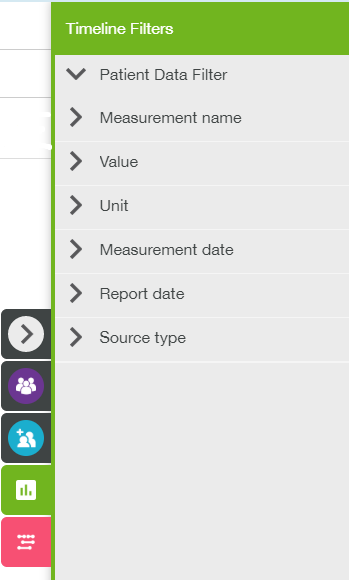 Timeline Filters
Patient Data Filter
Measurement name
Value
Unit
Measurement date
Report date
Source type